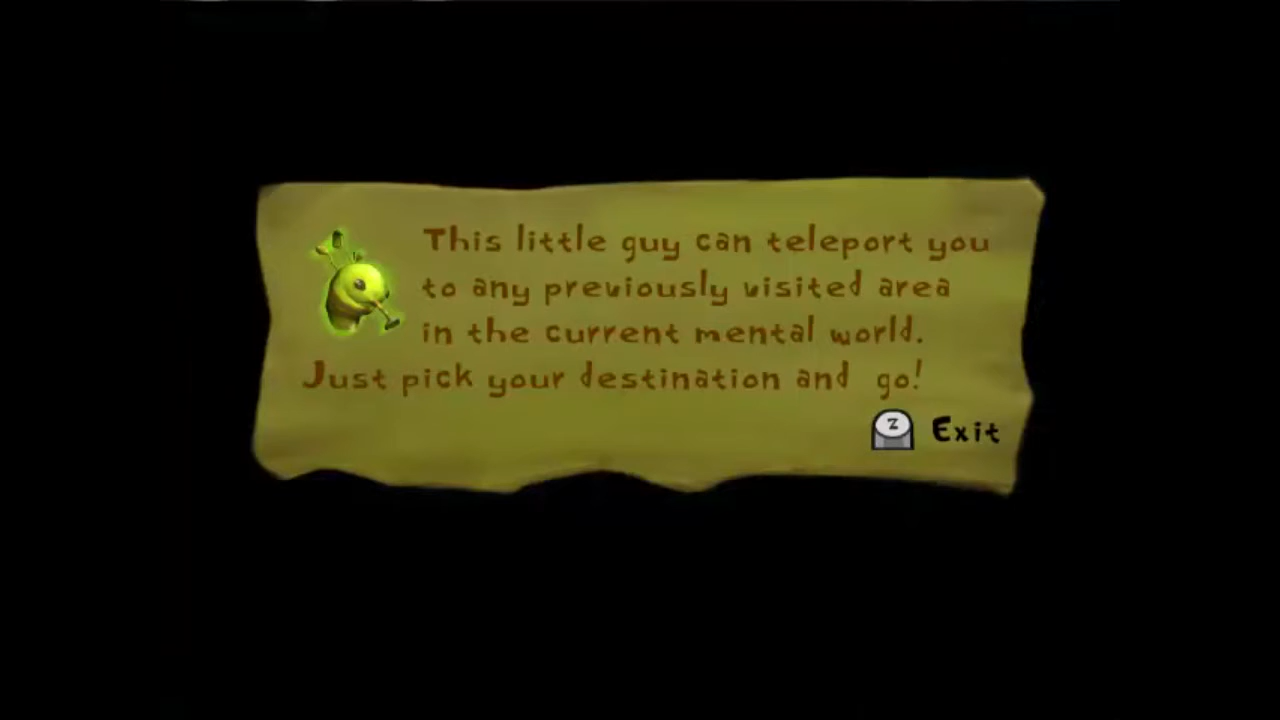 This little guy can teleport you
to any previously visited area
in the current mental world.
Just pick your destination and go!
Z Exit